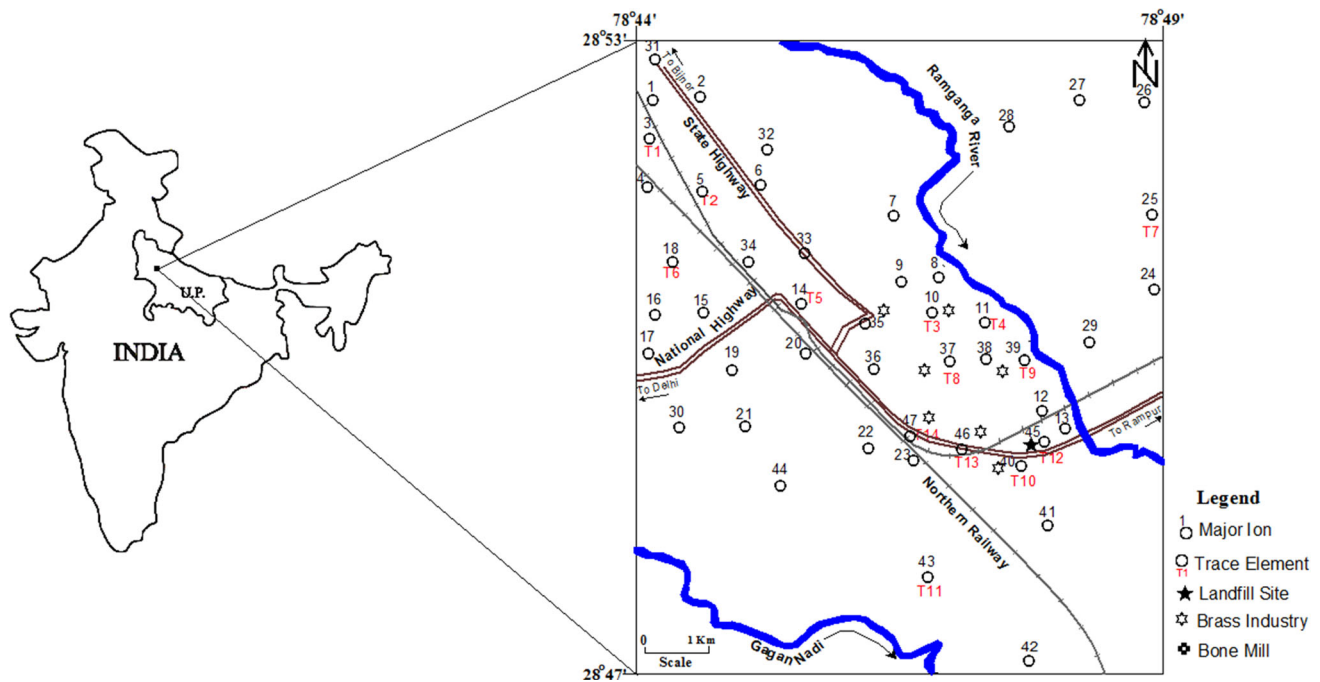 78°44'
78°49'
28°53'
31
To Bijnor
1
2
27
26
28
Ramganga River
3
T1
State Highway
32
4
5
T2
6
7
25
T7
18
T6
34
33
8
9
24
16
15
14
T5
10
T3
11
T4
U.P.
INDIA
17
National Highway
35
29
19
20
36
37
T8
38
39
T9
To Delhi
30
21
12
13
To Rampur
47
T14
46
T13
45
T12
22
23
40
T10
44
Northern Railway
41
43
T11
Gagan Nadi
42
0 1 Km
Scale
28°47'
Legend
1
Major Ion
Trace Element
T1
Landfill Site
Brass Industry
Bone Mill
N